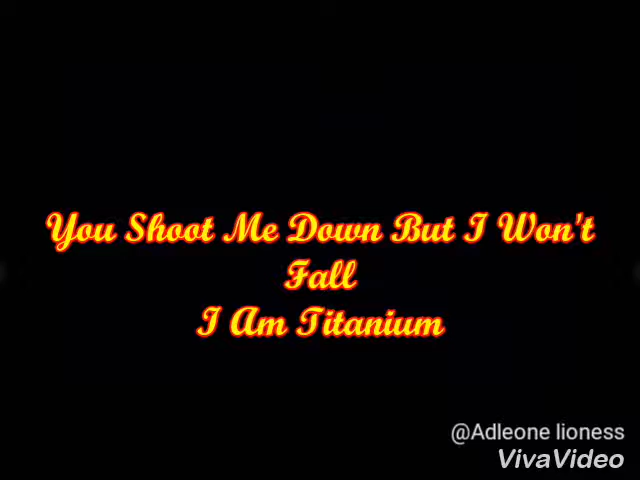 You Shoot Me Down But I Won't
Fall
I Am Titanium
@Adleone lioness
VivaVideo